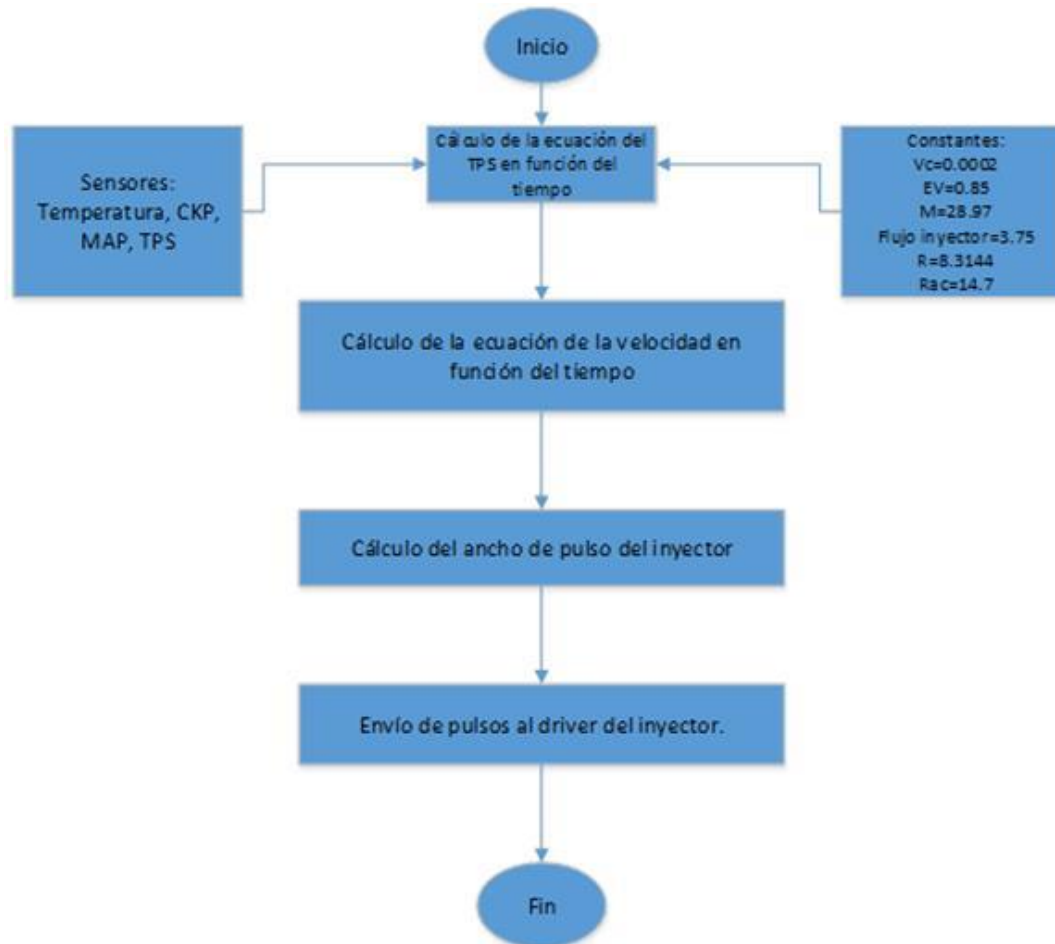 Inicio
Cálculo de la ecuación del
TPS en función del
tiempo
Sensores:
Temperatura, CKP,
MAP, TPS
Constantes:
Vc=0.0002
EV=0.85
M=28.97
Flujo inyector=3.75
R=8.3144
Rac=14.7
Cálculo de la ecuación de la velocidad en
función del tiempo
Cálculo del ancho de pulso del inyector
Envío de pulsos al driver del inyector.
Fin